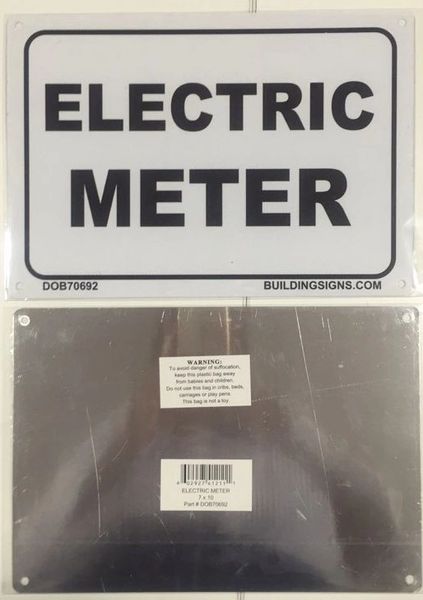 ELECTRIC
METER
DOB70692 BUILDINGSIGNS.COM
WARNING:
To avoid danger of suffocation,
keep this plastic bag away
from babies and children.
Do not use this bag in cribs, beds,
carriages or play pens.
This bag is not a toy.
ELECTRIC METER
7 x 10
Part # DOB70692